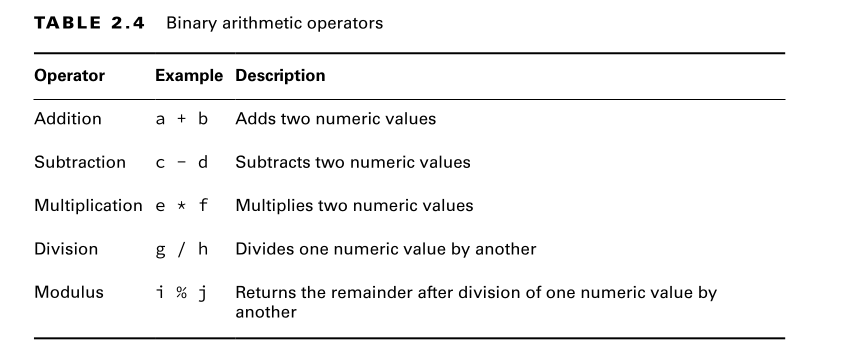 TABLE 2.4 Binary arithmetic operators
Operator Example Description
Addition a + b Adds two numeric values
Subtraction c – d Subtracts two numeric values
Multiplication e * f Multiplies two numeric values
Division g / h Divides one numeric value by another
Modulus i % j Returns the remainder after division of one numeric value by
another